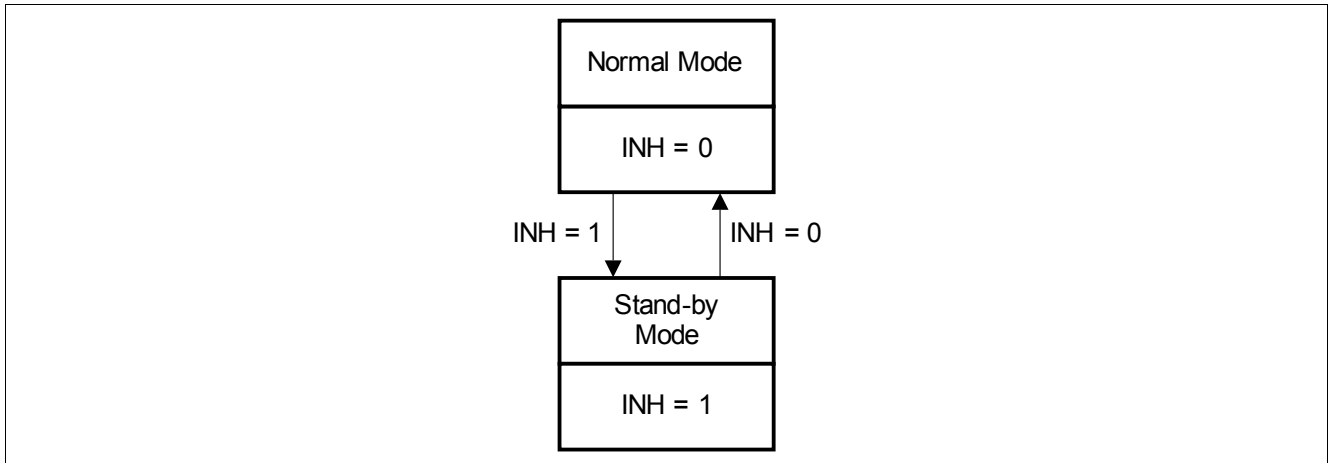 Normal Mode
INH = 0
INH = 1
INH = 0
Stand-by
Mode
INH = 1